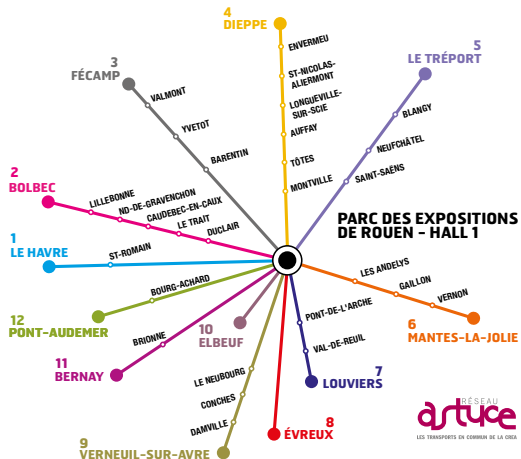 4
DIEPPE
ENVERMEU
ST-NICOLAS-
ALIERMONT
LONGUEVILLE-
SUR-SCIE
AUFFAY
TÔTES
MONTVILLE
5
LE TRÉPORT
BLANGY
NEUFCHÂTEL
SAINT-SAËNS
3
FÉCAMP
VALMONT
YVETOT
BARENTIN
2
BOLBEC
LILLEBONNE
ND-DE-GRAVENCHON
CAUDEBEC-EN-CAUX
LE TRAIT
DUCLAIR
PARC DES EXPOSITIONS
DE ROUEN - HALL 1
1
LE HAVRE
ST-ROMAIN
LES ANDELYS
GAILLON
VERNON
6
MANTES-LA-JOLIE
12
PONT-AUDEMER
BOURG-ACHARD
10
ELBEUF
PONT-DE-L'ARCHE
VAL-DE-REUIL
7
LOUVIERS
11
BERNAY
BRIONNE
LE NEUBOURG
CONCHES
DAMVILLE
9
VERNEUIL-SUR-AVRE
8
ÉVREUX
RÉSEAU
astuce
LES TRANSPORTS EN COMMUN DE LA CREA